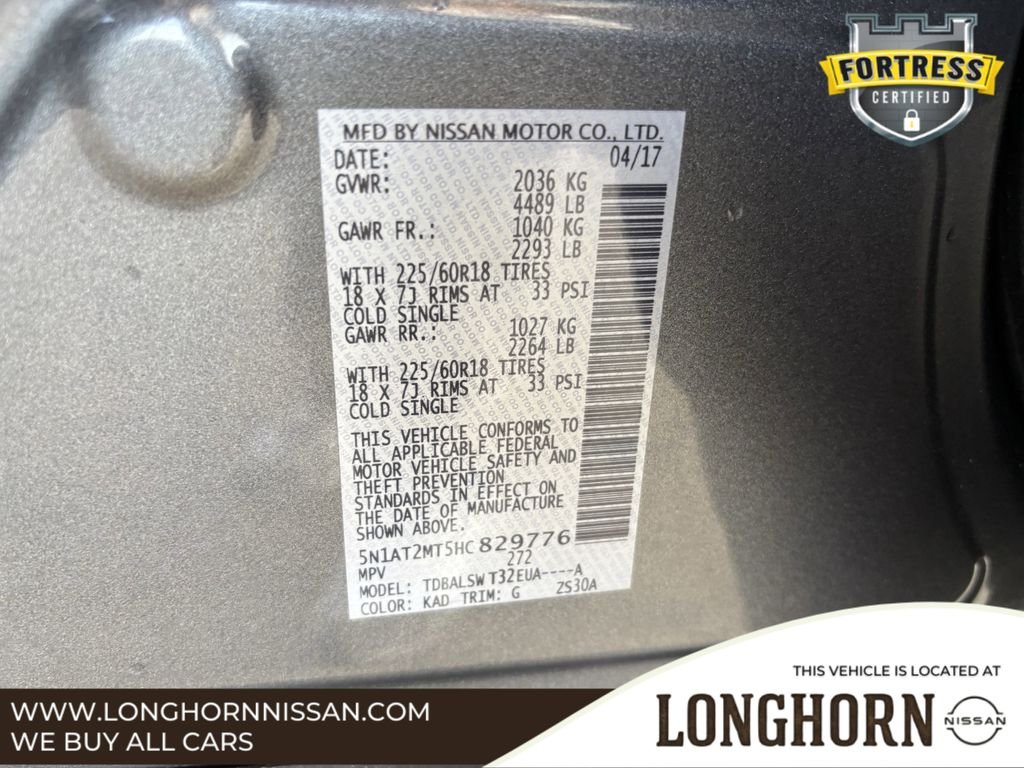 FORTRESS
CERTIFIED
MFD BY NISSAN MOTOR CO., LTD.
DATE: 04/17
GVWR: 2036 KG
4489 LB
GAWR FR.: 1040 KG
2293 LB
WITH 225/60R18 TIRES
18 X 7J RIMS AT 33 PSI
COLD SINGLE
GAWR RR.: 1027 KG
2264 LB
WITH 225/60R18 TIRES
18 X 7J RIMS AT 33 PSI
COLD SINGLE
THIS VEHICLE CONFORMS TO
ALL APPLICABLE FEDERAL
MOTOR VEHICLE SAFETY AND
THEFT PREVENTION
STANDARDS IN EFFECT ON
THE DATE OF MANUFACTURE
SHOWN ABOVE.
5N1AT2MT5HC 829776
MPV 272
MODEL: TDBALSW T32EUA----A
COLOR: KAD TRIM: G ZS30A
THIS VEHICLE IS LOCATED AT
LONGHORN NISSAN
WWW.LONGHORNNISSAN.COM
WE BUY ALL CARS